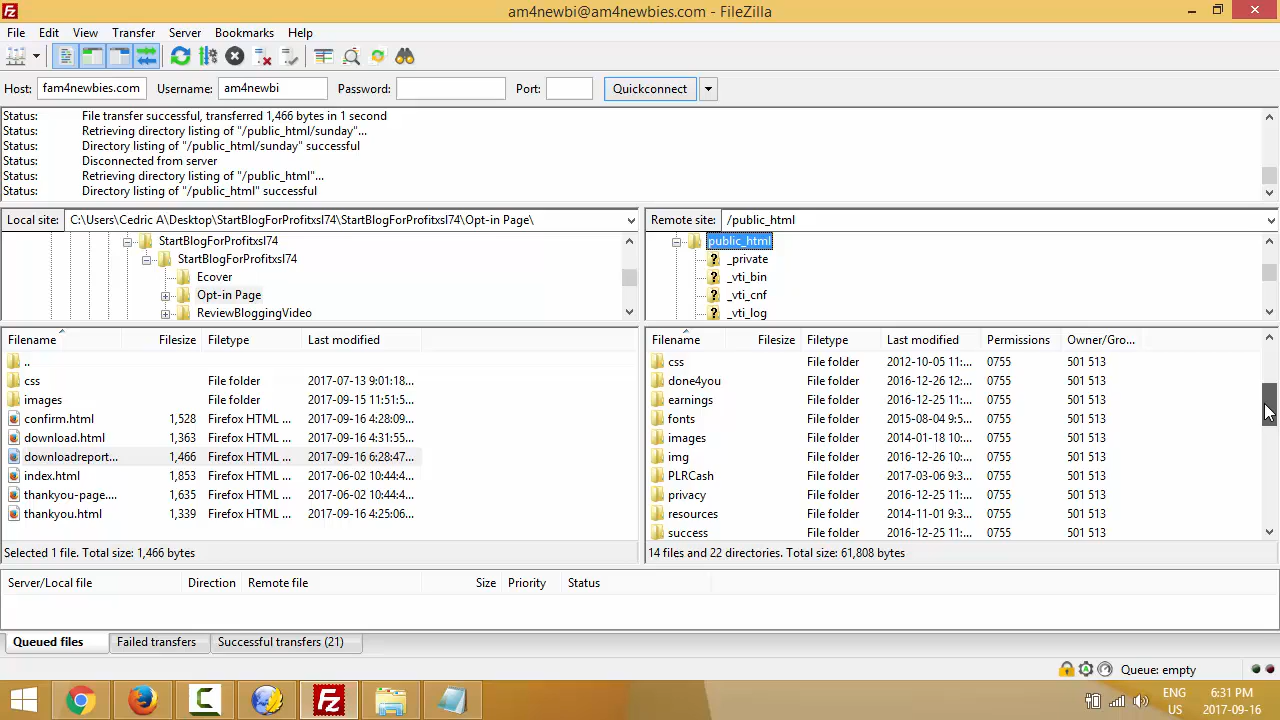 am4newbi@am4newbies.com - FileZilla
File Edit View Transfer Server Bookmarks Help
Host: fam4newbies.com Username: am4newbi Password: Port: Quickconnect
Status: File transfer successful, transferred 1,466 bytes in 1 second
Status: Retrieving directory listing of "/public_html/sunday"...
Status: Directory listing of "/public_html/sunday" successful
Status: Disconnected from server
Status: Retrieving directory listing of "/public_html"...
Status: Directory listing of "/public_html" successful
Local site: C:\Users\Cedric A\Desktop\StartBlogForProfitxsl74\StartBlogForProfitxsl74\Opt-in Page\
StartBlogForProfitxsl74
StartBlogForProfitxsl74
Ecover
Opt-in Page
ReviewBloggingVideo
Remote site: /public_html
public_html
_private
_vti_bin
_vti_cnf
_vti_log
Filename Filesize Filetype Last modified
..
css File folder 2017-07-13 9:01:18...
images File folder 2017-09-15 11:51:5...
confirm.html 1,528 Firefox HTML ... 2017-09-16 4:28:09...
download.html 1,363 Firefox HTML ... 2017-09-16 4:31:55...
downloadreport... 1,466 Firefox HTML ... 2017-09-16 6:28:47...
index.html 1,853 Firefox HTML ... 2017-06-02 10:44:4...
thankyou-page.... 1,635 Firefox HTML ... 2017-06-02 10:44:4...
thankyou.html 1,339 Firefox HTML ... 2017-09-16 4:25:06...
Selected 1 file. Total size: 1,466 bytes
Filename Filesize Filetype Last modified Permissions Owner/Gro...
css File folder 2012-10-05 11:... 0755 501 513
done4you File folder 2016-12-26 12:... 0755 501 513
earnings File folder 2016-12-25 11:... 0755 501 513
fonts File folder 2015-08-04 9:5... 0755 501 513
images File folder 2014-01-18 10:... 0755 501 513
img File folder 2016-12-26 10:... 0755 501 513
PLRCash File folder 2017-03-06 9:3... 0755 501 513
privacy File folder 2016-12-25 11:... 0755 501 513
resources File folder 2014-11-01 9:3... 0755 501 513
success File folder 2016-12-25 11:... 0755 501 513
14 files and 22 directories. Total size: 61,808 bytes
Server/Local file Direction Remote file Size Priority Status
Queued files Failed transfers Successful transfers (21)
Queue: empty
ENG
US
6:31 PM
2017-09-16